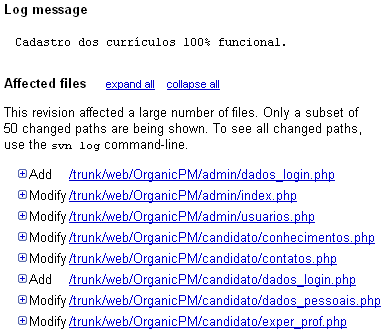 Log message
Cadastro dos currículos 100% funcional.
Affected files expand all collapse all
This revision affected a large number of files. Only a subset of
50 changed paths are being shown. To see all changed paths,
use the svn log command-line.
Add /trunk/web/OrganicPM/admin/dados_login.php
Modify /trunk/web/OrganicPM/admin/index.php
Modify /trunk/web/OrganicPM/admin/usuarios.php
Modify /trunk/web/OrganicPM/candidato/conhecimentos.php
Modify /trunk/web/OrganicPM/candidato/contatos.php
Add /trunk/web/OrganicPM/candidato/dados_login.php
Modify /trunk/web/OrganicPM/candidato/dados_pessoais.php
Modify /trunk/web/OrganicPM/candidato/exper_prof.php